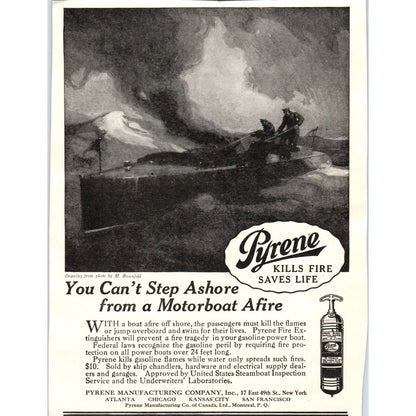 Drawing from photo by M. Rosenfeld
Pyrene
KILLS FIRE
SAVES LIFE
You Can't Step Ashore
from a Motorboat Afire
WITH a boat afire off shore, the passengers must kill the flames
or jump overboard and swim for their lives. Pyrene Fire Ex-
tinguishers will prevent a fire tragedy in your gasoline power boat.
Federal laws recognize the gasoline peril by requiring fire pro-
tection on all power boats over 24 feet long.
Pyrene kills gasoline flames while water only spreads such fires.
$10. Sold by ship chandlers, hardware and electrical supply deal-
ers and garages. Approved by United States Steamboat Inspection
Service and the Underwriters' Laboratories.
PYRENE MANUFACTURING COMPANY, Inc., 17 East 49th St., New York
ATLANTA CHICAGO KANSAS CITY SAN FRANCISCO
Pyrene Manufacturing Co. of Canada, Ltd., Montreal, P. Q.